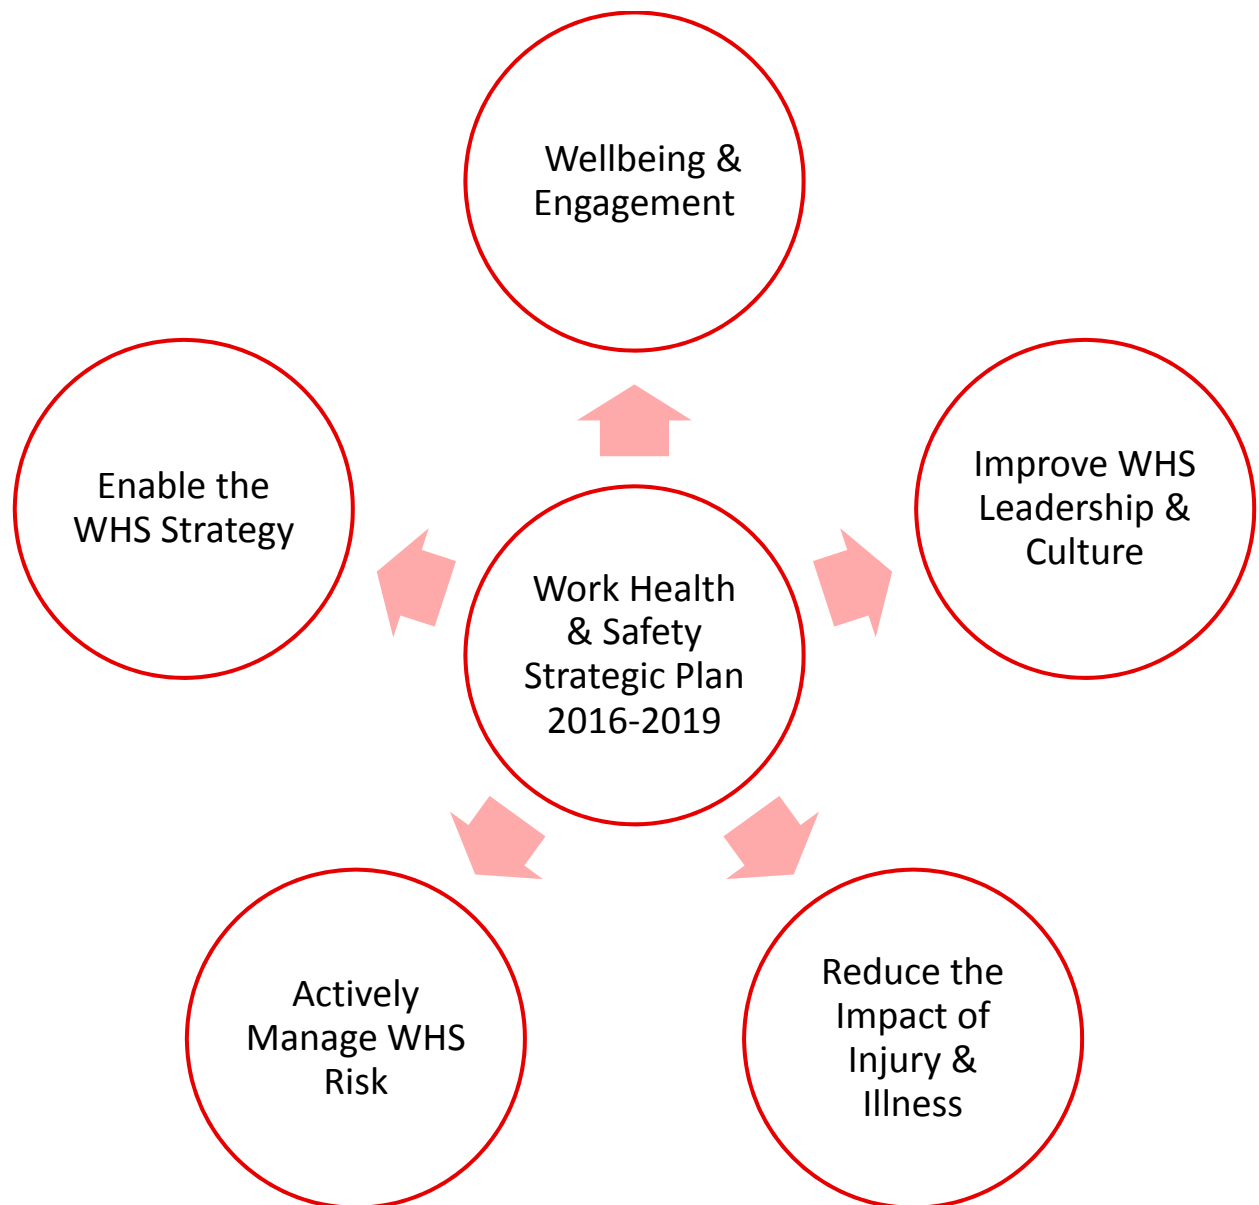 Wellbeing &
Engagement
Improve WHS
Leadership &
Culture
Enable the
WHS Strategy
Work Health
& Safety
Strategic Plan
2016-2019
Reduce the
Impact of
Injury &
Illness
Actively
Manage WHS
Risk